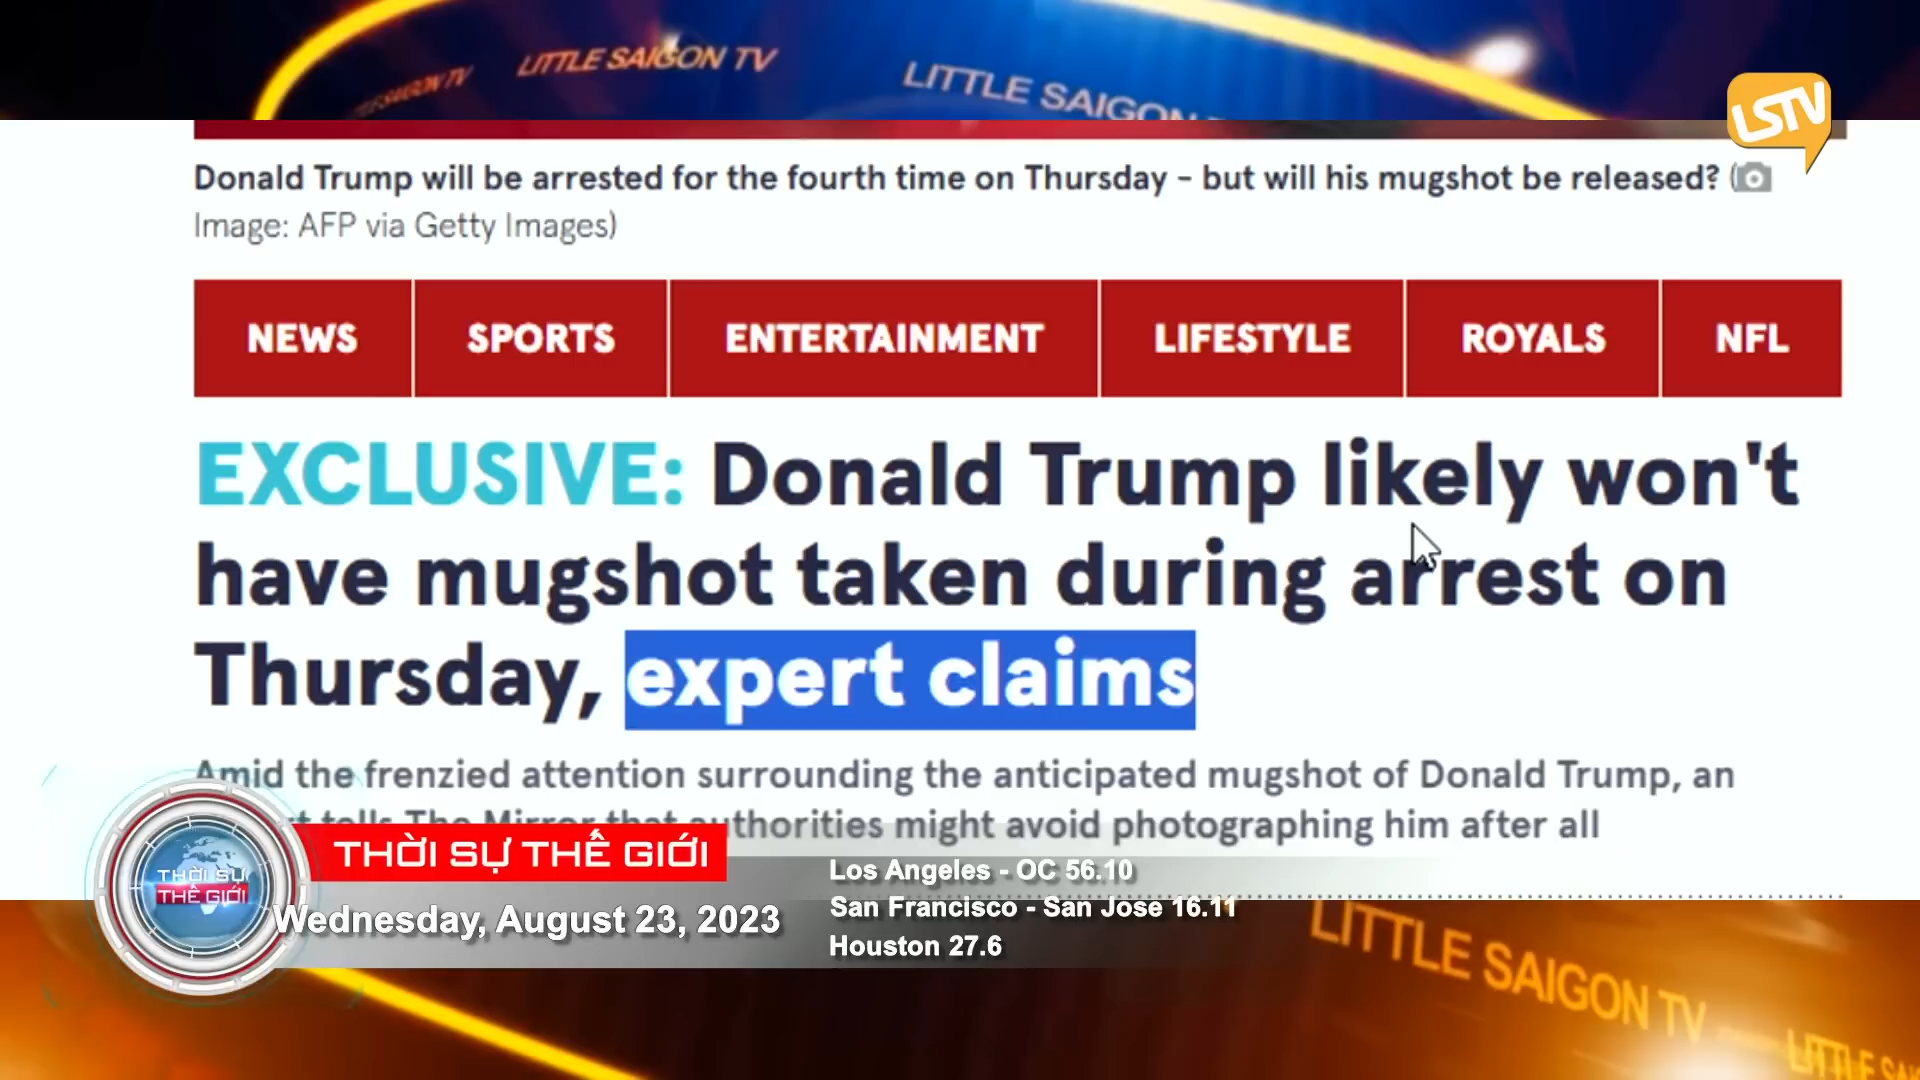 LITTLE SAIGON TV
LITTLE SAIGON
LSTV
Donald Trump will be arrested for the fourth time on Thursday – but will his mugshot be released? (
Image: AFP via Getty Images)
NEWS SPORTS ENTERTAINMENT LIFESTYLE ROYALS NFL
EXCLUSIVE: Donald Trump likely won't
have mugshot taken during arrest on
Thursday, expert claims
Amid the frenzied attention surrounding the anticipated mugshot of Donald Trump, an
tells The Mirror that authorities might avoid photographing him after all
THỜI SỰ THẾ GIỚI
THỜI SỰ
THẾ GIỚI
Wednesday, August 23, 2023
Los Angeles - OC 56.10
San Francisco - San Jose 16.11
Houston 27.6
LITTLE SAIGON TV